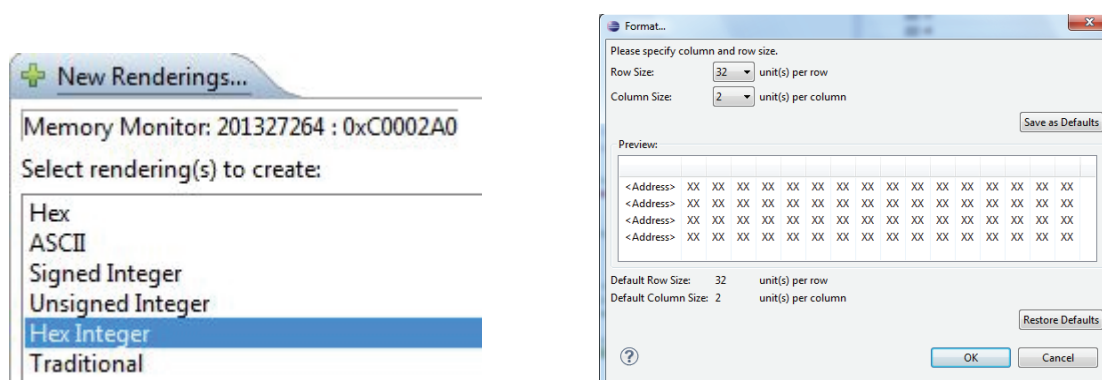 New Renderings...
Memory Monitor: 201327264 : 0xC0002A0
Select rendering(s) to create:
Hex
ASCII
Signed Integer
Unsigned Integer
Hex Integer
Traditional
Format...
Please specify column and row size.
Row Size: 32 unit(s) per row
Column Size: 2 unit(s) per column
Save as Defaults
Preview:
<Address> XX XX XX XX XX XX XX XX XX XX XX XX XX XX XX XX
<Address> XX XX XX XX XX XX XX XX XX XX XX XX XX XX XX XX
<Address> XX XX XX XX XX XX XX XX XX XX XX XX XX XX XX XX
<Address> XX XX XX XX XX XX XX XX XX XX XX XX XX XX XX XX
Default Row Size: 32 unit(s) per row
Default Column Size: 2 unit(s) per column
Restore Defaults
?
OK Cancel